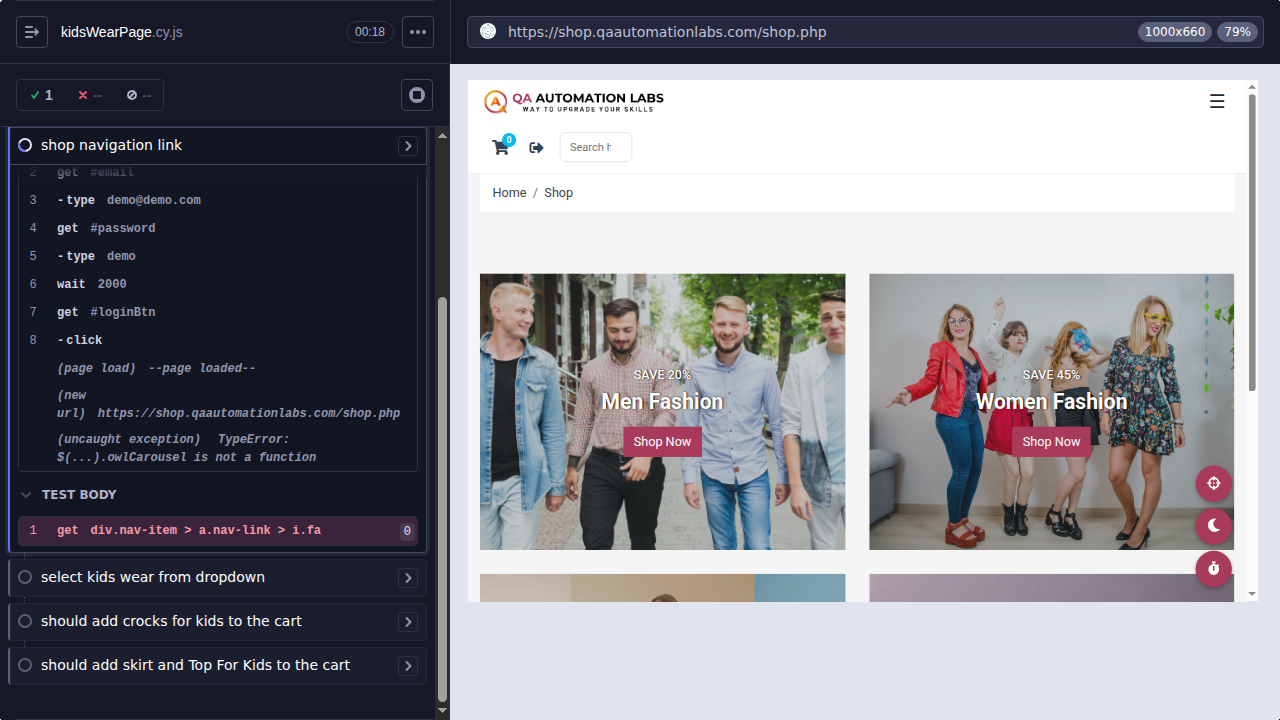 kidsWearPage.cy.js
00:18
1
--
--
shop navigation link
2 get #email
3 -type demo@demo.com
4 get #password
5 -type demo
6 wait 2000
7 get #loginBtn
8 -click
(page load) --page loaded--
(new
url) https://shop.qaautomationlabs.com/shop.php
(uncaught exception) TypeError:
$(...).owlCarousel is not a function
TEST BODY
1 get div.nav-item > a.nav-link > i.fa 0
select kids wear from dropdown
should add crocks for kids to the cart
should add skirt and Top For Kids to the cart
https://shop.qaautomationlabs.com/shop.php
1000x660
79%
QA AUTOMATION LABS
WAY TO UPGRADE YOUR SKILLS
0
Search h
Home / Shop
SAVE 20%
Men Fashion
Shop Now
SAVE 45%
Women Fashion
Shop Now